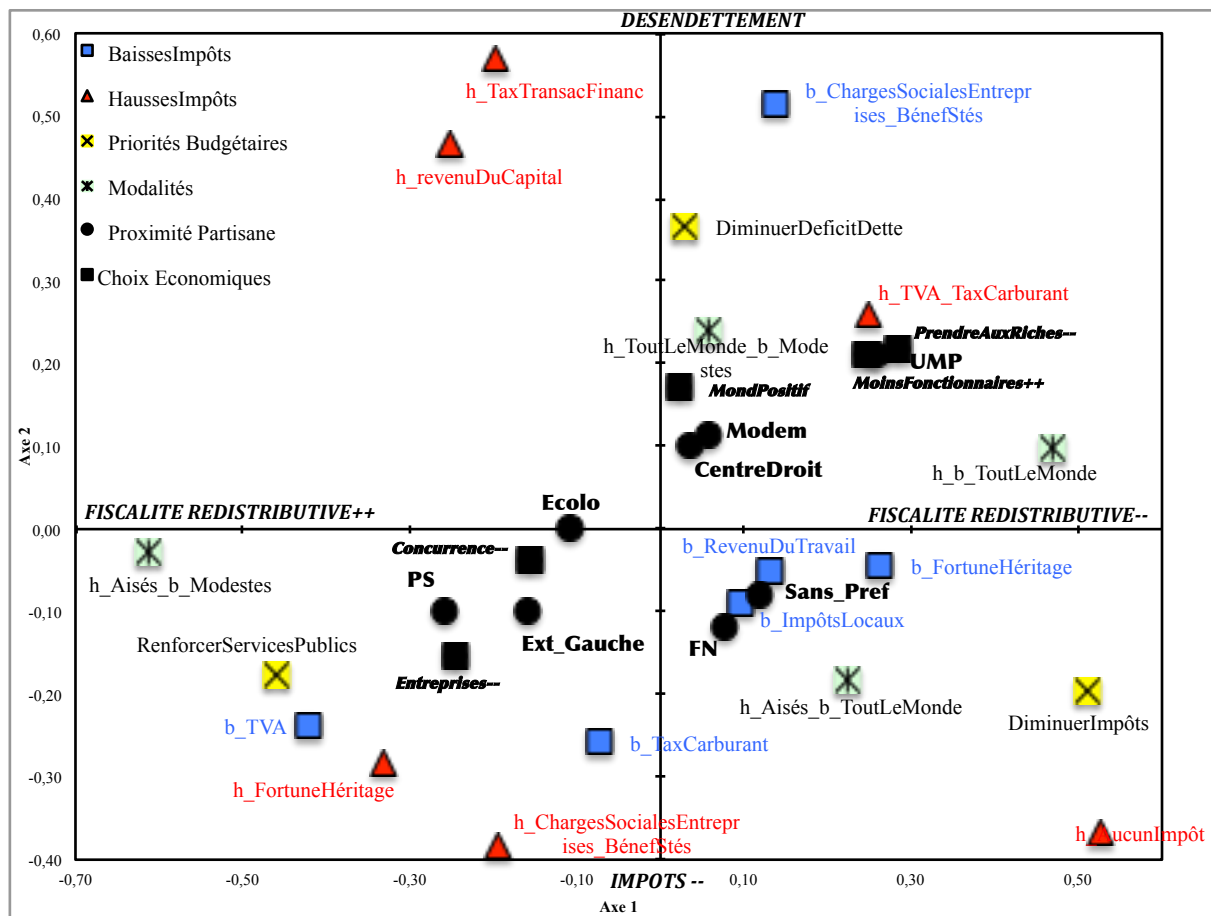 DESENDETTEMENT
0,60
BaissesImpôts
h_TaxTransacFinanc
b_ChargesSocialesEntrepr
ises_BénefStés
HaussesImpôts
0,50
Priorités Budgétaires
h_revenuDuCapital
Modalités
0,40
DiminuerDeficitDette
Proximité Partisane
0,30
Choix Economiques
h_TVA_TaxCarburant
PrendreAuxRiches--
h_ToutLeMonde_b_Mode
stes
UMP
0,20
MondPositif
MoinsFonctionnaires++
Modem
0,10
CentreDroit
h_b_ToutLeMonde
Axe 2
Ecolo
FISCALITE REDISTRIBUTIVE++
FISCALITE REDISTRIBUTIVE--
0,00
Concurrence--
b_RevenuDuTravail
b_FortuneHéritage
h_Aisés_b_Modestes
PS
Sans_Pref
-0,10
b_ImpôtsLocaux
RenforcerServicesPublics
Ext_Gauche
FN
Entreprises--
-0,20
h_Aisés_b_ToutLeMonde
DiminuerImpôts
b_TVA
b_TaxCarburant
-0,30
h_FortuneHéritage
h_ChargesSocialesEntrepr
ises_BénefStés
h_ ucunImpôt
-0,40
-0,70 -0,50 -0,30 -0,10 0,10 0,30 0,50
IMPOTS --
Axe 1